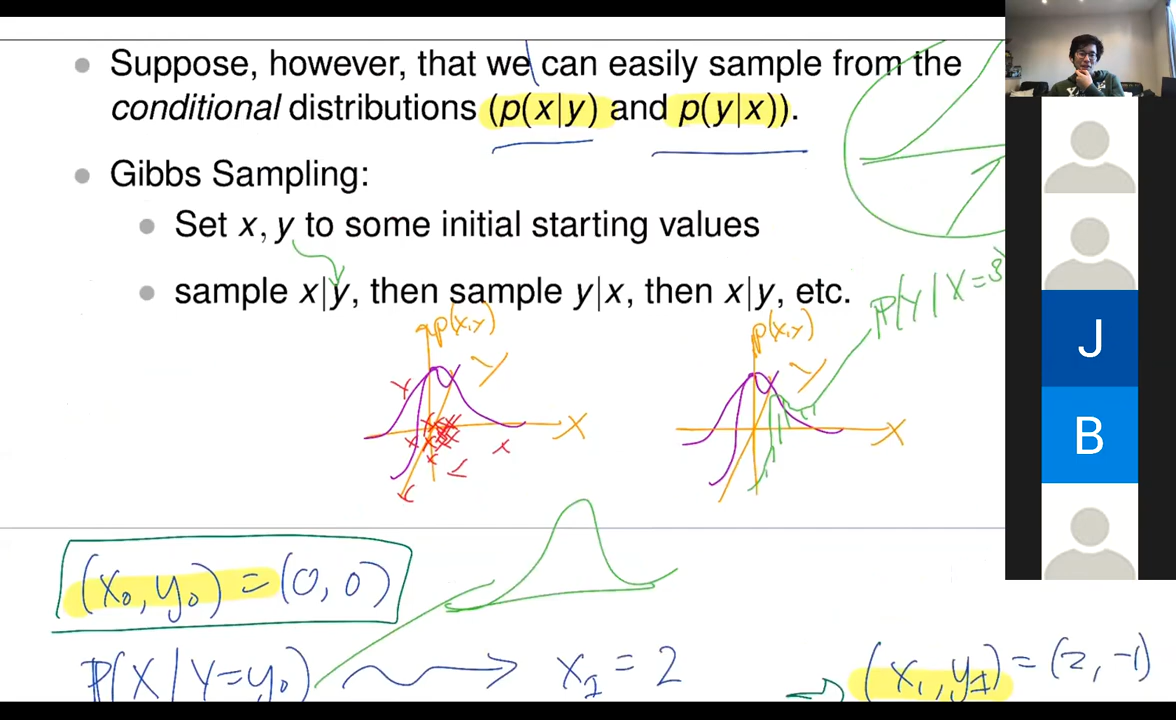 Suppose, however, that we can easily sample from the
conditional distributions (p(x|y) and p(y|x)).
Gibbs Sampling:
Set x, y to some initial starting values
sample x|y, then sample y|x, then x|y, etc.
P(Y|X=3)
p(x,y)
Y
X
p(x,y)
Y
X
(x₀, y₀) = (0, 0)
P(X|Y=y₀) → x₁ = 2
(x₁, y₁) = (2, -1)
J
B